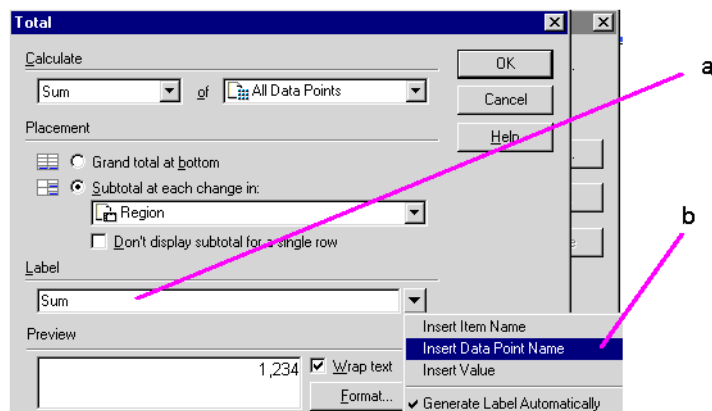 Total
Calculate
Sum of All Data Points
OK
Cancel
Help
Placement
Grand total at bottom
Subtotal at each change in:
Region
Don't display subtotal for a single row
Label
Sum
Preview
1,234
Wrap text
Format...
Insert Item Name
Insert Data Point Name
Insert Value
✔ Generate Label Automatically
a
b